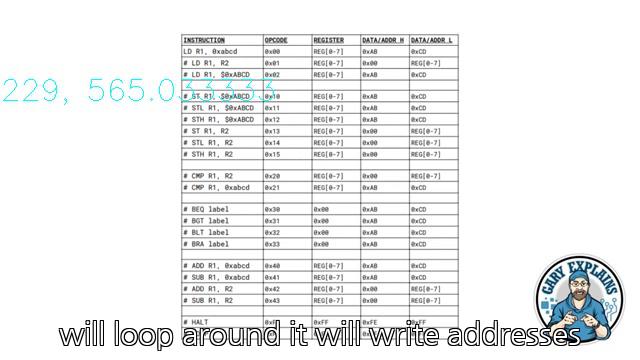 INSTRUCTION OPCODE REGISTER DATA/ADDR H DATA/ADDR L
LD R1, 0xabcd 0x00 REG[0-7] 0xAB 0xCD
# LD R1, R2 0x01 REG[0-7] 0x00 REG[0-7]
# LD R1, $0xABCD 0x02 REG[0-7] 0xAB 0xCD
229, 565.033333
# ST R1, $0xABCD 0x10 REG[0-7] 0xAB 0xCD
# STL R1, $0xABCD 0x11 REG[0-7] 0xAB 0xCD
# STH R1, $0xABCD 0x12 REG[0-7] 0xAB 0xCD
# ST R1, R2 0x13 REG[0-7] 0x00 REG[0-7]
# STL R1, R2 0x14 REG[0-7] 0x00 REG[0-7]
# STH R1, R2 0x15 REG[0-7] 0x00 REG[0-7]
# CMP R1, R2 0x20 REG[0-7] 0x00 REG[0-7]
# CMP R1, 0xabcd 0x21 REG[0-7] 0xAB 0xCD
# BEQ label 0x30 0x00 0xAB 0xCD
# BGT label 0x31 0x00 0xAB 0xCD
# BLT label 0x32 0x00 0xAB 0xCD
# BRA label 0x33 0x00 0xAB 0xCD
# ADD R1, 0xabcd 0x40 REG[0-7] 0xAB 0xCD
# SUB R1, 0xabcd 0x41 REG[0-7] 0xAB 0xCD
# ADD R1, R2 0x42 REG[0-7] 0x00 REG[0-7]
# SUB R1, R2 0x43 REG[0-7] 0x00 REG[0-7]
GARY EXPLAINS
# HALT 0xFF 0xFE 0xFF
will loop around it will write addresses